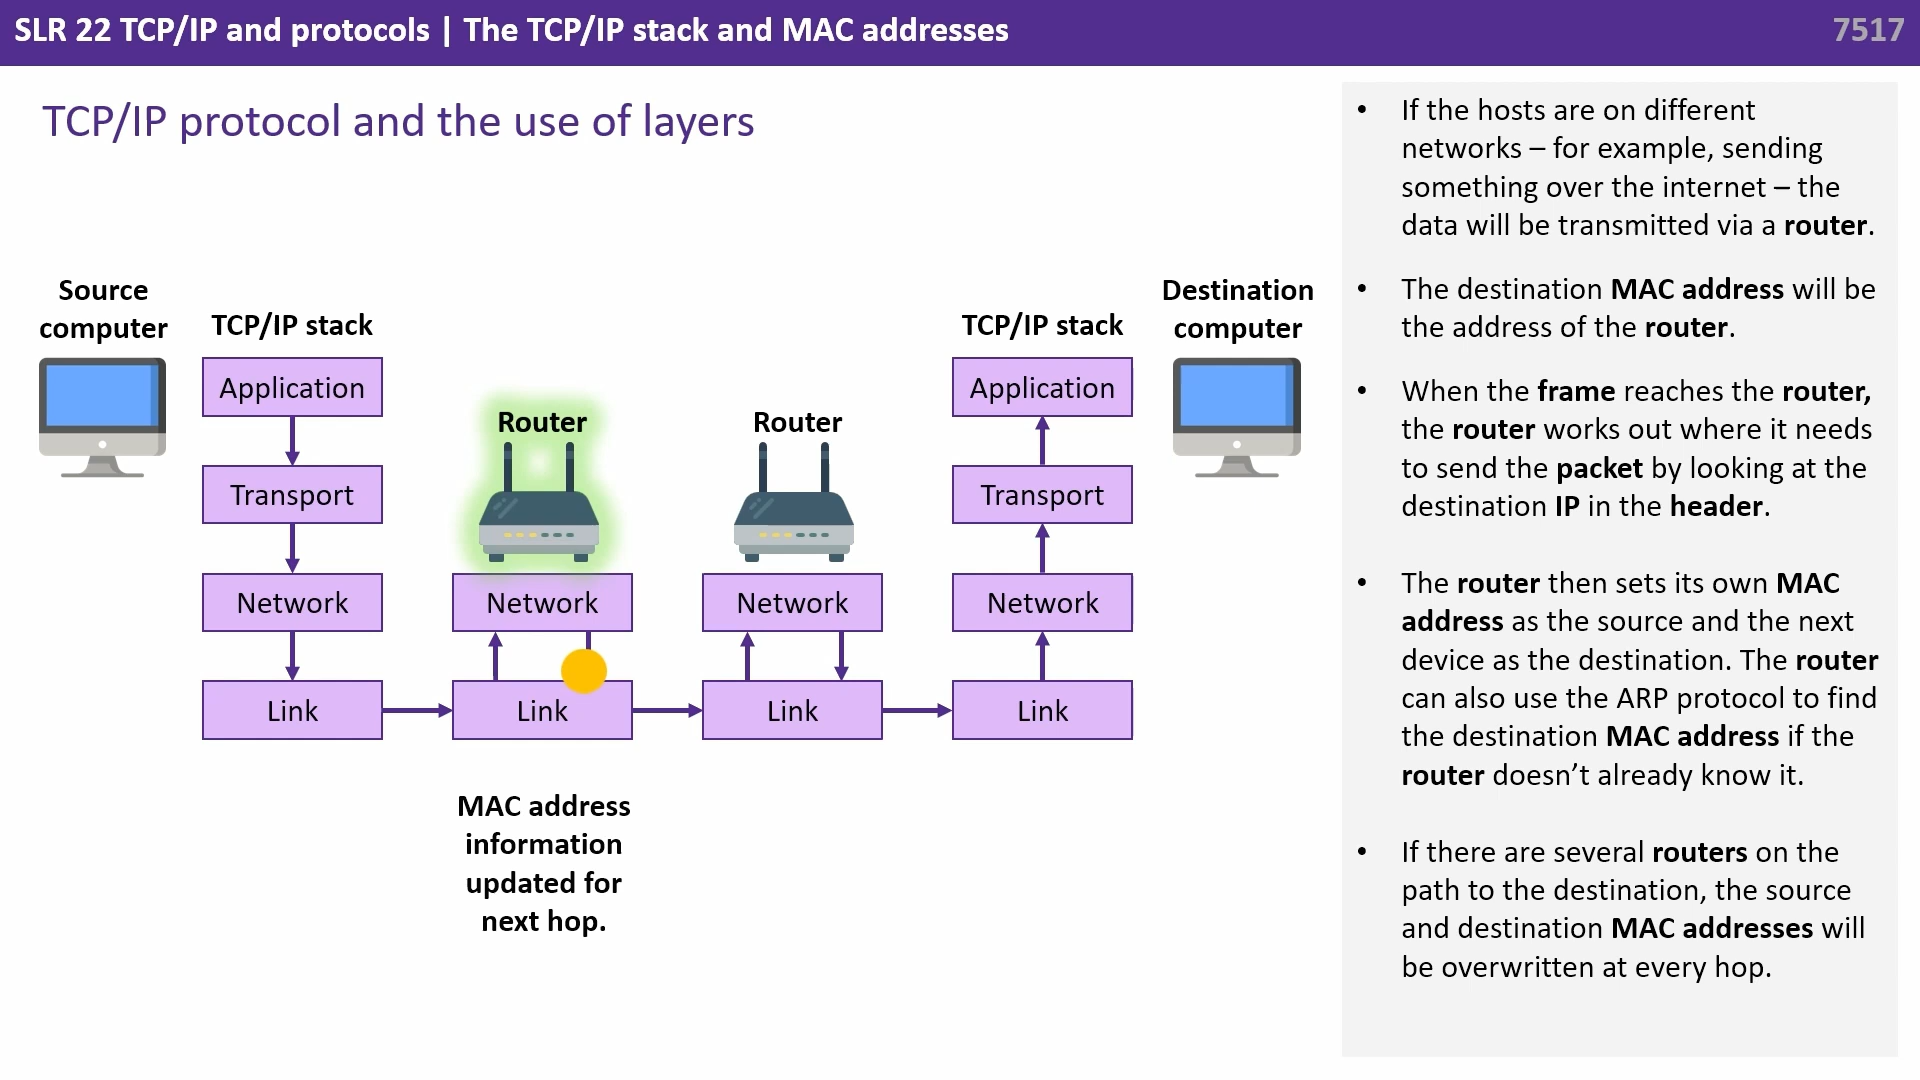 SLR 22 TCP/IP and protocols | The TCP/IP stack and MAC addresses
7517
TCP/IP protocol and the use of layers
Source
computer
TCP/IP stack
Application
Transport
Network
Link
Router
Network
Link
MAC address
information
updated for
next hop.
Router
Network
Link
TCP/IP stack
Application
Transport
Network
Link
Destination
computer
• If the hosts are on different
networks – for example, sending
something over the internet – the
data will be transmitted via a router.
• The destination MAC address will be
the address of the router.
• When the frame reaches the router,
the router works out where it needs
to send the packet by looking at the
destination IP in the header.
• The router then sets its own MAC
address as the source and the next
device as the destination. The router
can also use the ARP protocol to find
the destination MAC address if the
router doesn’t already know it.
• If there are several routers on the
path to the destination, the source
and destination MAC addresses will
be overwritten at every hop.